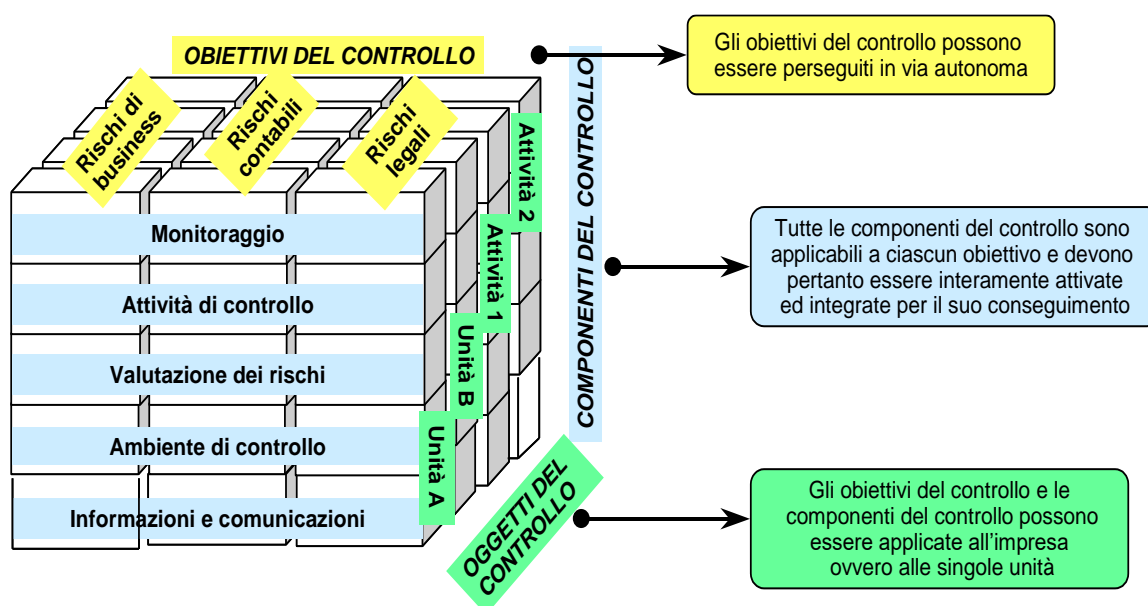 OBIETTIVI DEL CONTROLLO
Rischi di
business
Rischi
contabili
Rischi
legali
Monitoraggio
Attività di controllo
Valutazione dei rischi
Ambiente di controllo
Informazioni e comunicazioni
Attività 2
Attività 1
Unità B
Unità A
COMPONENTI DEL CONTROLLO
OGGETTI DEL
CONTROLLO
Gli obiettivi del controllo possono
essere perseguiti in via autonoma
Tutte le componenti del controllo sono
applicabili a ciascun obiettivo e devono
pertanto essere interamente attivate
ed integrate per il suo conseguimento
Gli obiettivi del controllo e le
componenti del controllo possono
essere applicate all'impresa
ovvero alle singole unità